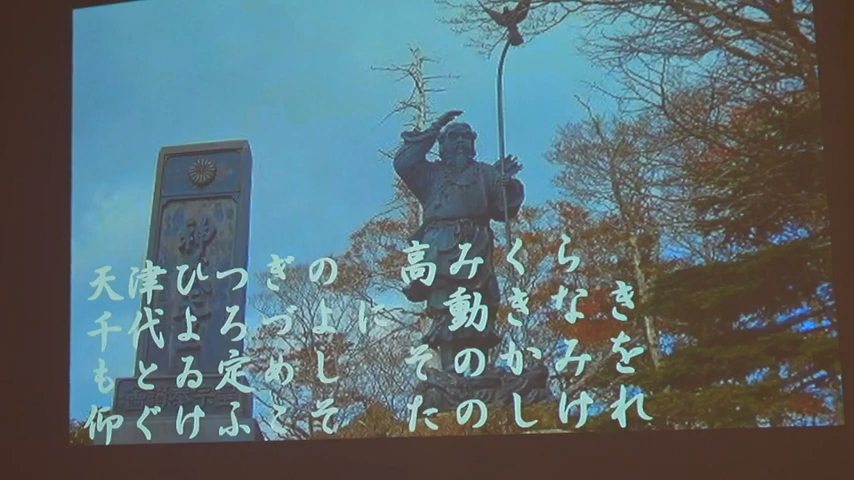 天津ひつぎの 高みくら
千代よろづよに 動きなき
もとゐ定めし そのかみを
仰ぐけふこそ たのしけれ
神